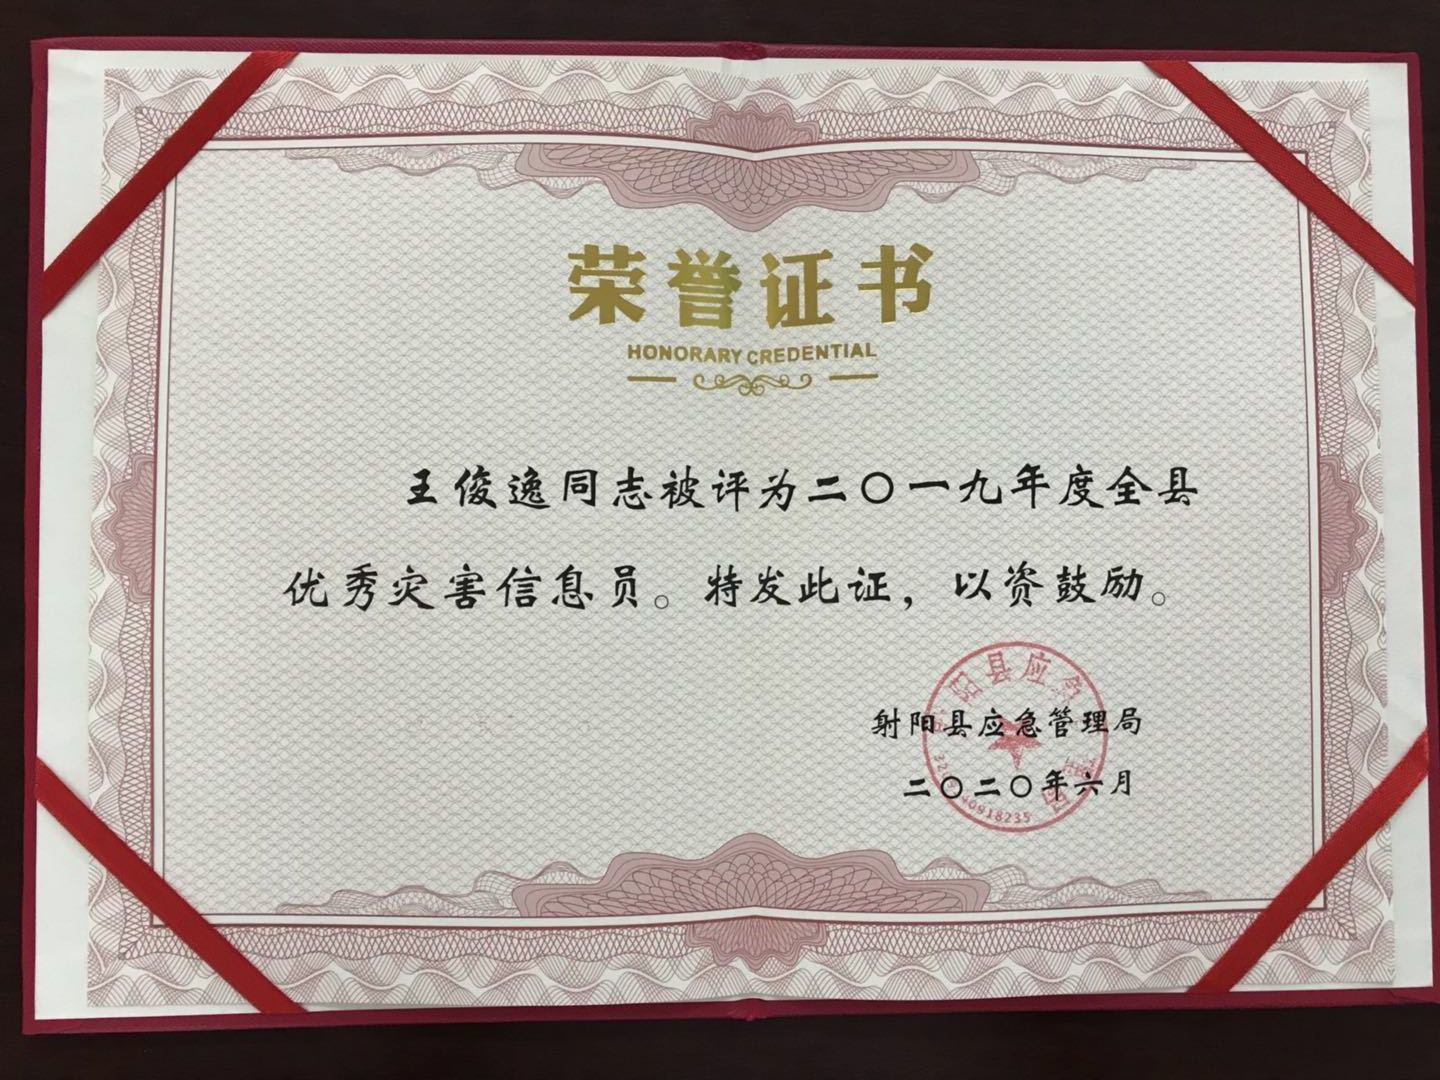 荣誉证书
HONORARY CREDENTIAL
王俊逸同志被评为二〇一九年度全县
优秀灾害信息员。特发此证，以资鼓励。
射阳县应急管理局
二〇二〇年六月